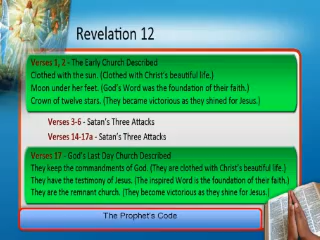 Revelation 12
Verses 1, 2 - The Early Church Described
Clothed with the sun. (Clothed with Christ's beautiful life.)
Moon under her feet. (God's Word was the foundation of their faith.)
Crown of twelve stars. (They became victorious as they shined for Jesus.)
Verses 3-6 - Satan's Three Attacks
Verses 14-17a - Satan's Three Attacks
Verses 17 - God's Last Day Church Described
They keep the commandments of God. (They are clothed with Christ's beautiful life.)
They have the testimony of Jesus. (The inspired Word is the foundation of their faith.)
They are the remnant church. (They become victorious as they shine for Jesus.)
The Prophet's Code